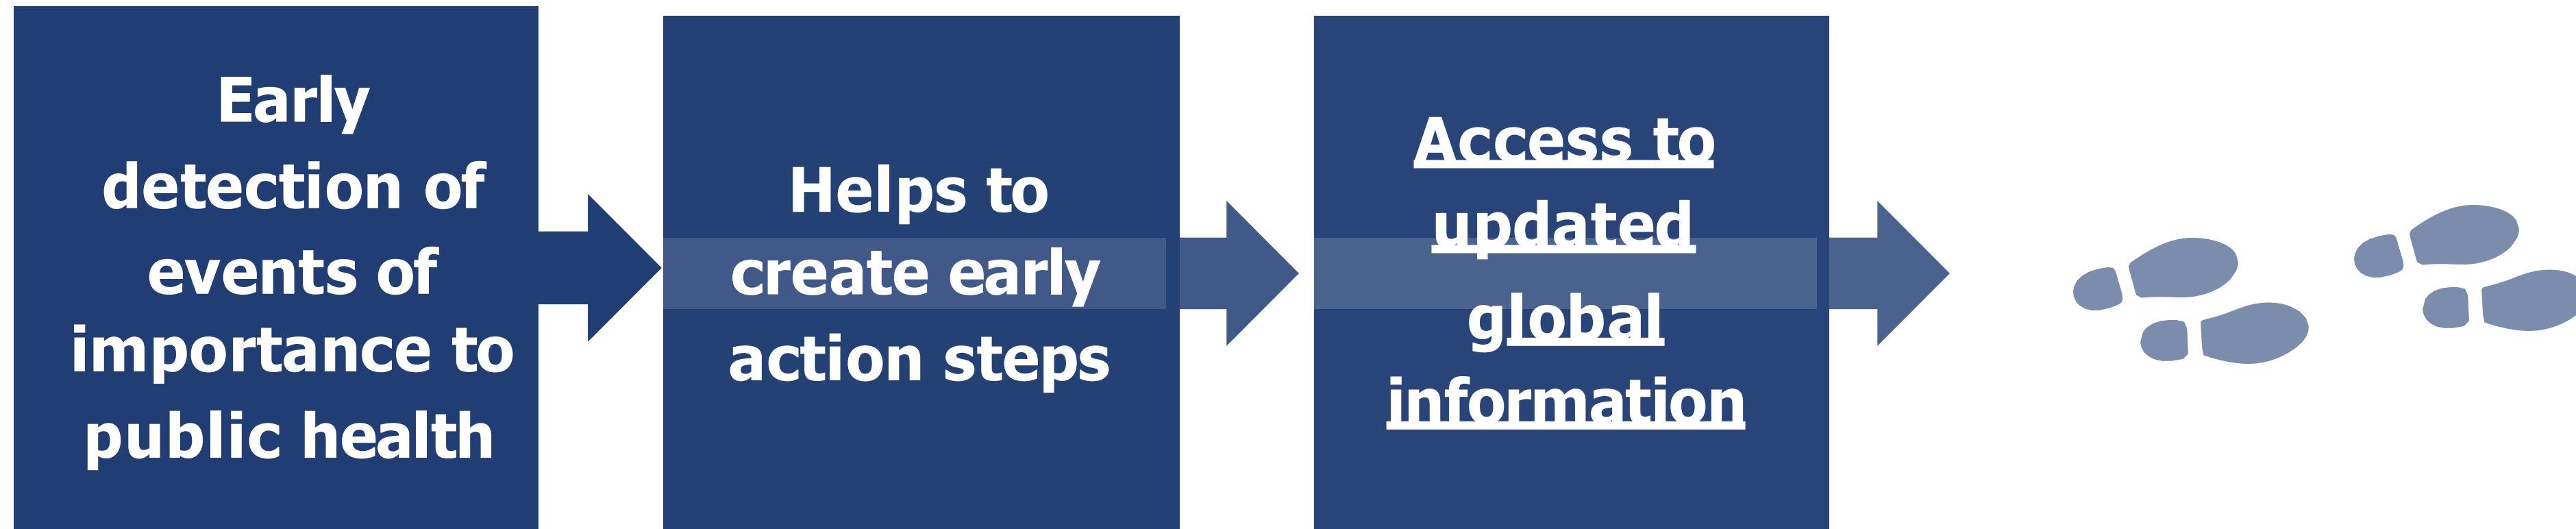 Early
detection of
events of
importance to
public health
Helps to
create early
action steps
Access to
updated
global
information